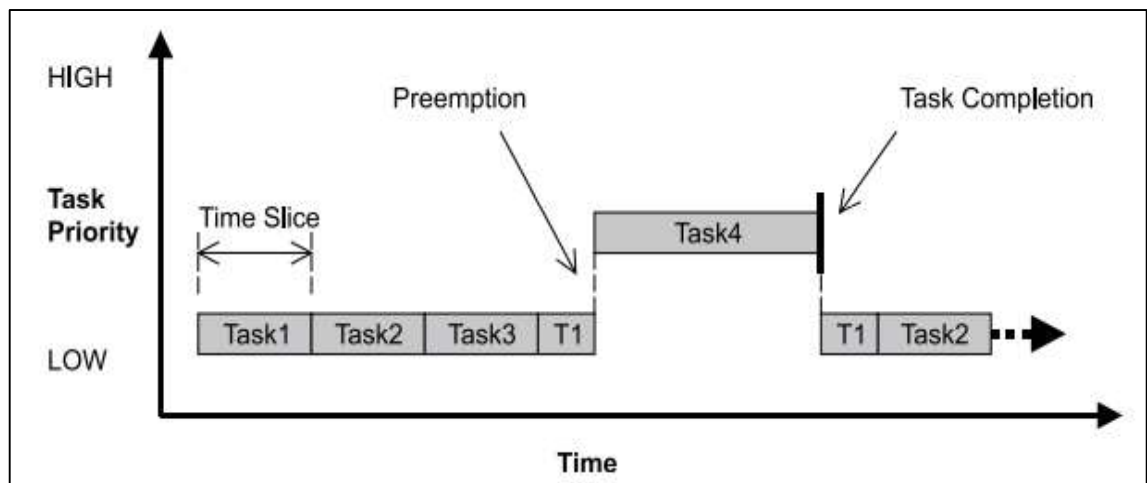 HIGH
Preemption
Task Completion
Task
Priority
Time Slice
Task4
Task1
Task2
Task3
T1
T1
Task2
LOW
Time